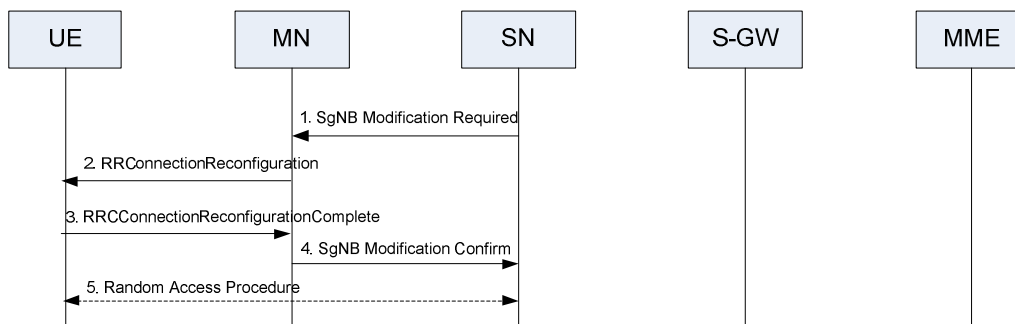 UE MN SN S-GW MME
1. SgNB Modification Required
2. RRConnectionReconfiguration
3. RRCConnectionReconfigurationComplete
4. SgNB Modification Confirm
5. Random Access Procedure